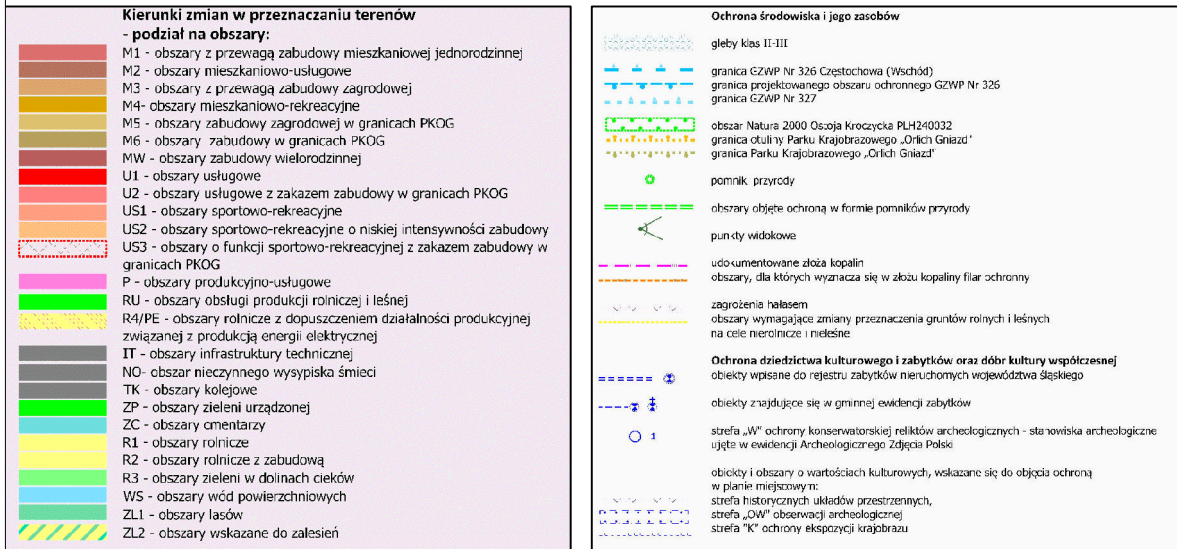 Kierunki zmian w przeznaczaniu terenów
- podział na obszary:
M1 - obszary z przewagą zabudowy mieszkaniowej jednorodzinnej
M2 - obszary mieszkaniowo-usługowe
M3 - obszary z przewagą zabudowy zagrodowej
M4- obszary mieszkaniowo-rekreacyjne
M5 - obszary zabudowy zagrodowej w granicach PKOG
M6 - obszary zabudowy w granicach PKOG
MW - obszary zabudowy wielorodzinnej
U1 - obszary usługowe
U2 - obszary usługowe z zakazem zabudowy w granicach PKOG
US1 - obszary sportowo-rekreacyjne
US2 - obszary sportowo-rekreacyjne o niskiej intensywności zabudowy
US3 - obszary o funkcji sportowo-rekreacyjnej z zakazem zabudowy w
granicach PKOG
P - obszary produkcyjno-usługowe
RU - obszary obsługi produkcji rolniczej i leśnej
R4/PE - obszary rolnicze z dopuszczeniem działalności produkcyjnej
związanej z produkcją energii elektrycznej
IT - obszary infrastruktury technicznej
NO- obszar nieczynnego wysypiska śmieci
TK - obszary kolejowe
ZP - obszary zieleni urządzonej
ZC - obszary cmentarzy
R1 - obszary rolnicze
R2 - obszary rolnicze z zabudową
R3 - obszary zieleni w dolinach cieków
WS - obszary wód powierzchniowych
ZL1 - obszary lasów
ZL2 - obszary wskazane do zalesień
Ochrona środowiska i jego zasobów
gleby klas II-III
granica GZWP Nr 326 Częstochowa (Wschód)
granica projektowanego obszaru ochronnego GZWP Nr 326
granica GZWP Nr 327
obszar Natura 2000 Ostoja Kroczycka PLH240032
granica otuliny Parku Krajobrazowego „Orlich Gniazd"
granica Parku Krajobrazowego „Orlich Gniazd"
pomnik przyrody
obszary objęte ochroną w formie pomników przyrody
punkty widokowe
udokumentowane złoża kopalin
obszary, dla których wyznacza się w złożu kopaliny filar ochronny
zagrożenia hałasem
obszary wymagające zmiany przeznaczenia gruntów rolnych i leśnych
na cele nierolnicze i nieleśne
Ochrona dziedzictwa kulturowego i zabytków oraz dóbr kultury współczesnej
obiekty wpisane do rejestru zabytków nieruchomych województwa śląskiego
obiekty znajdujące się w gminnej ewidencji zabytków
1 strefa „W" ochrony konserwatorskiej reliktów archeologicznych - stanowiska archeologiczne
ujęte w ewidencji Archeologicznego Zdjęcia Polski
obiekty i obszary o wartościach kulturowych, wskazane się do objęcia ochroną
w planie miejscowym:
strefa historycznych układów przestrzennych,
strefa „OW" obserwacji archeologicznej
strefa "K" ochrony ekspozycji krajobrazu